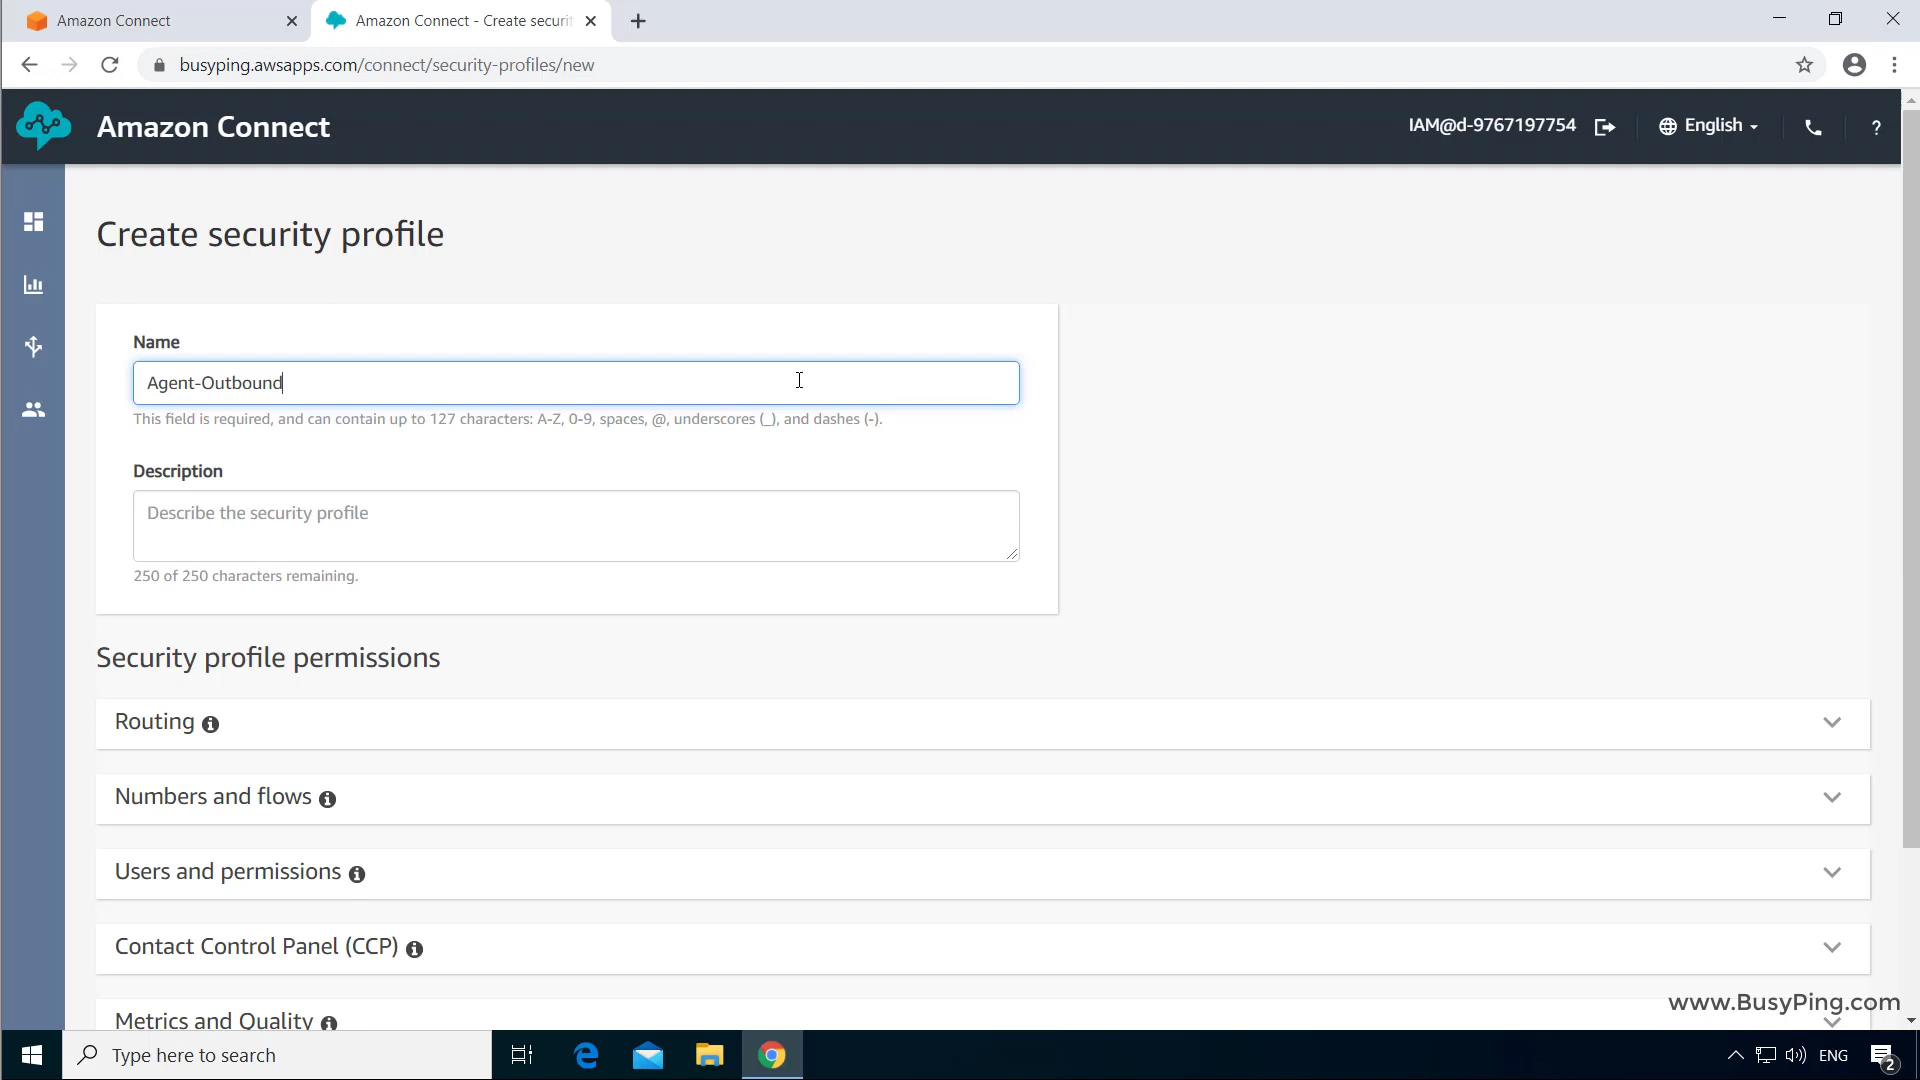 Amazon Connect
Amazon Connect - Create securit
busyping.awsapps.com/connect/security-profiles/new
Amazon Connect
IAM@d-9767197754
English
?
Create security profile
Name
Agent-Outbound
This field is required, and can contain up to 127 characters: A-Z, 0-9, spaces, @, underscores (_), and dashes (-).
Description
Describe the security profile
250 of 250 characters remaining.
Security profile permissions
Routing
Numbers and flows
Users and permissions
Contact Control Panel (CCP)
www.BusyPing.com
Metrics and Quality
Type here to search
ENG
2